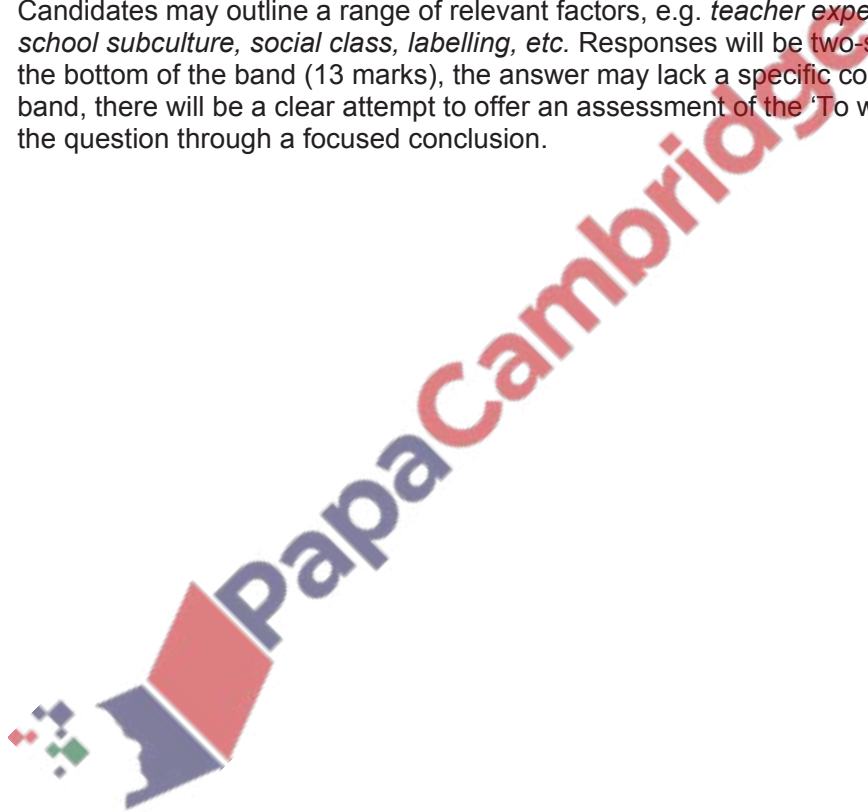 Candidates may outline a range of relevant factors, e.g. teacher expe
school subculture, social class, labelling, etc. Responses will be two-s
the bottom of the band (13 marks), the answer may lack a specific co
band, there will be a clear attempt to offer an assessment of the ‘To w
the question through a focused conclusion.
PapaCambridge